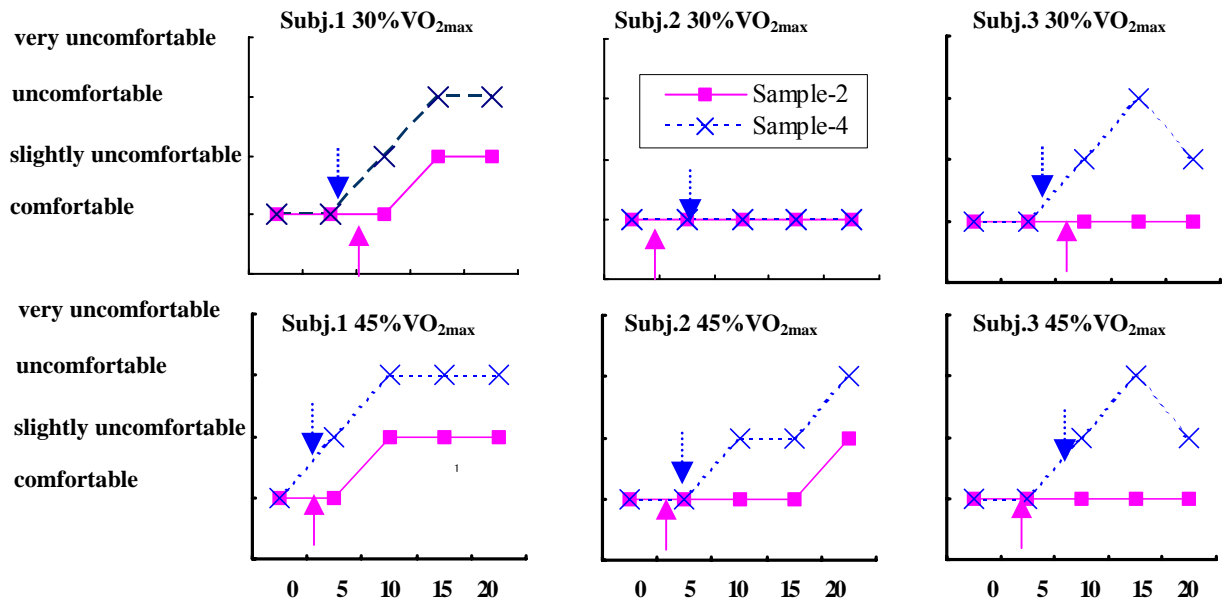 Subj.1 30%VO2max
Subj.2 30%VO2max
Subj.3 30%VO2max
very uncomfortable
uncomfortable
slightly uncomfortable
comfortable
Sample-2
Sample-4
very uncomfortable
uncomfortable
slightly uncomfortable
comfortable
Subj.1 45%VO2max
Subj.2 45%VO2max
Subj.3 45%VO2max
1
0 5 10 15 20
0 5 10 15 20
0 5 10 15 20